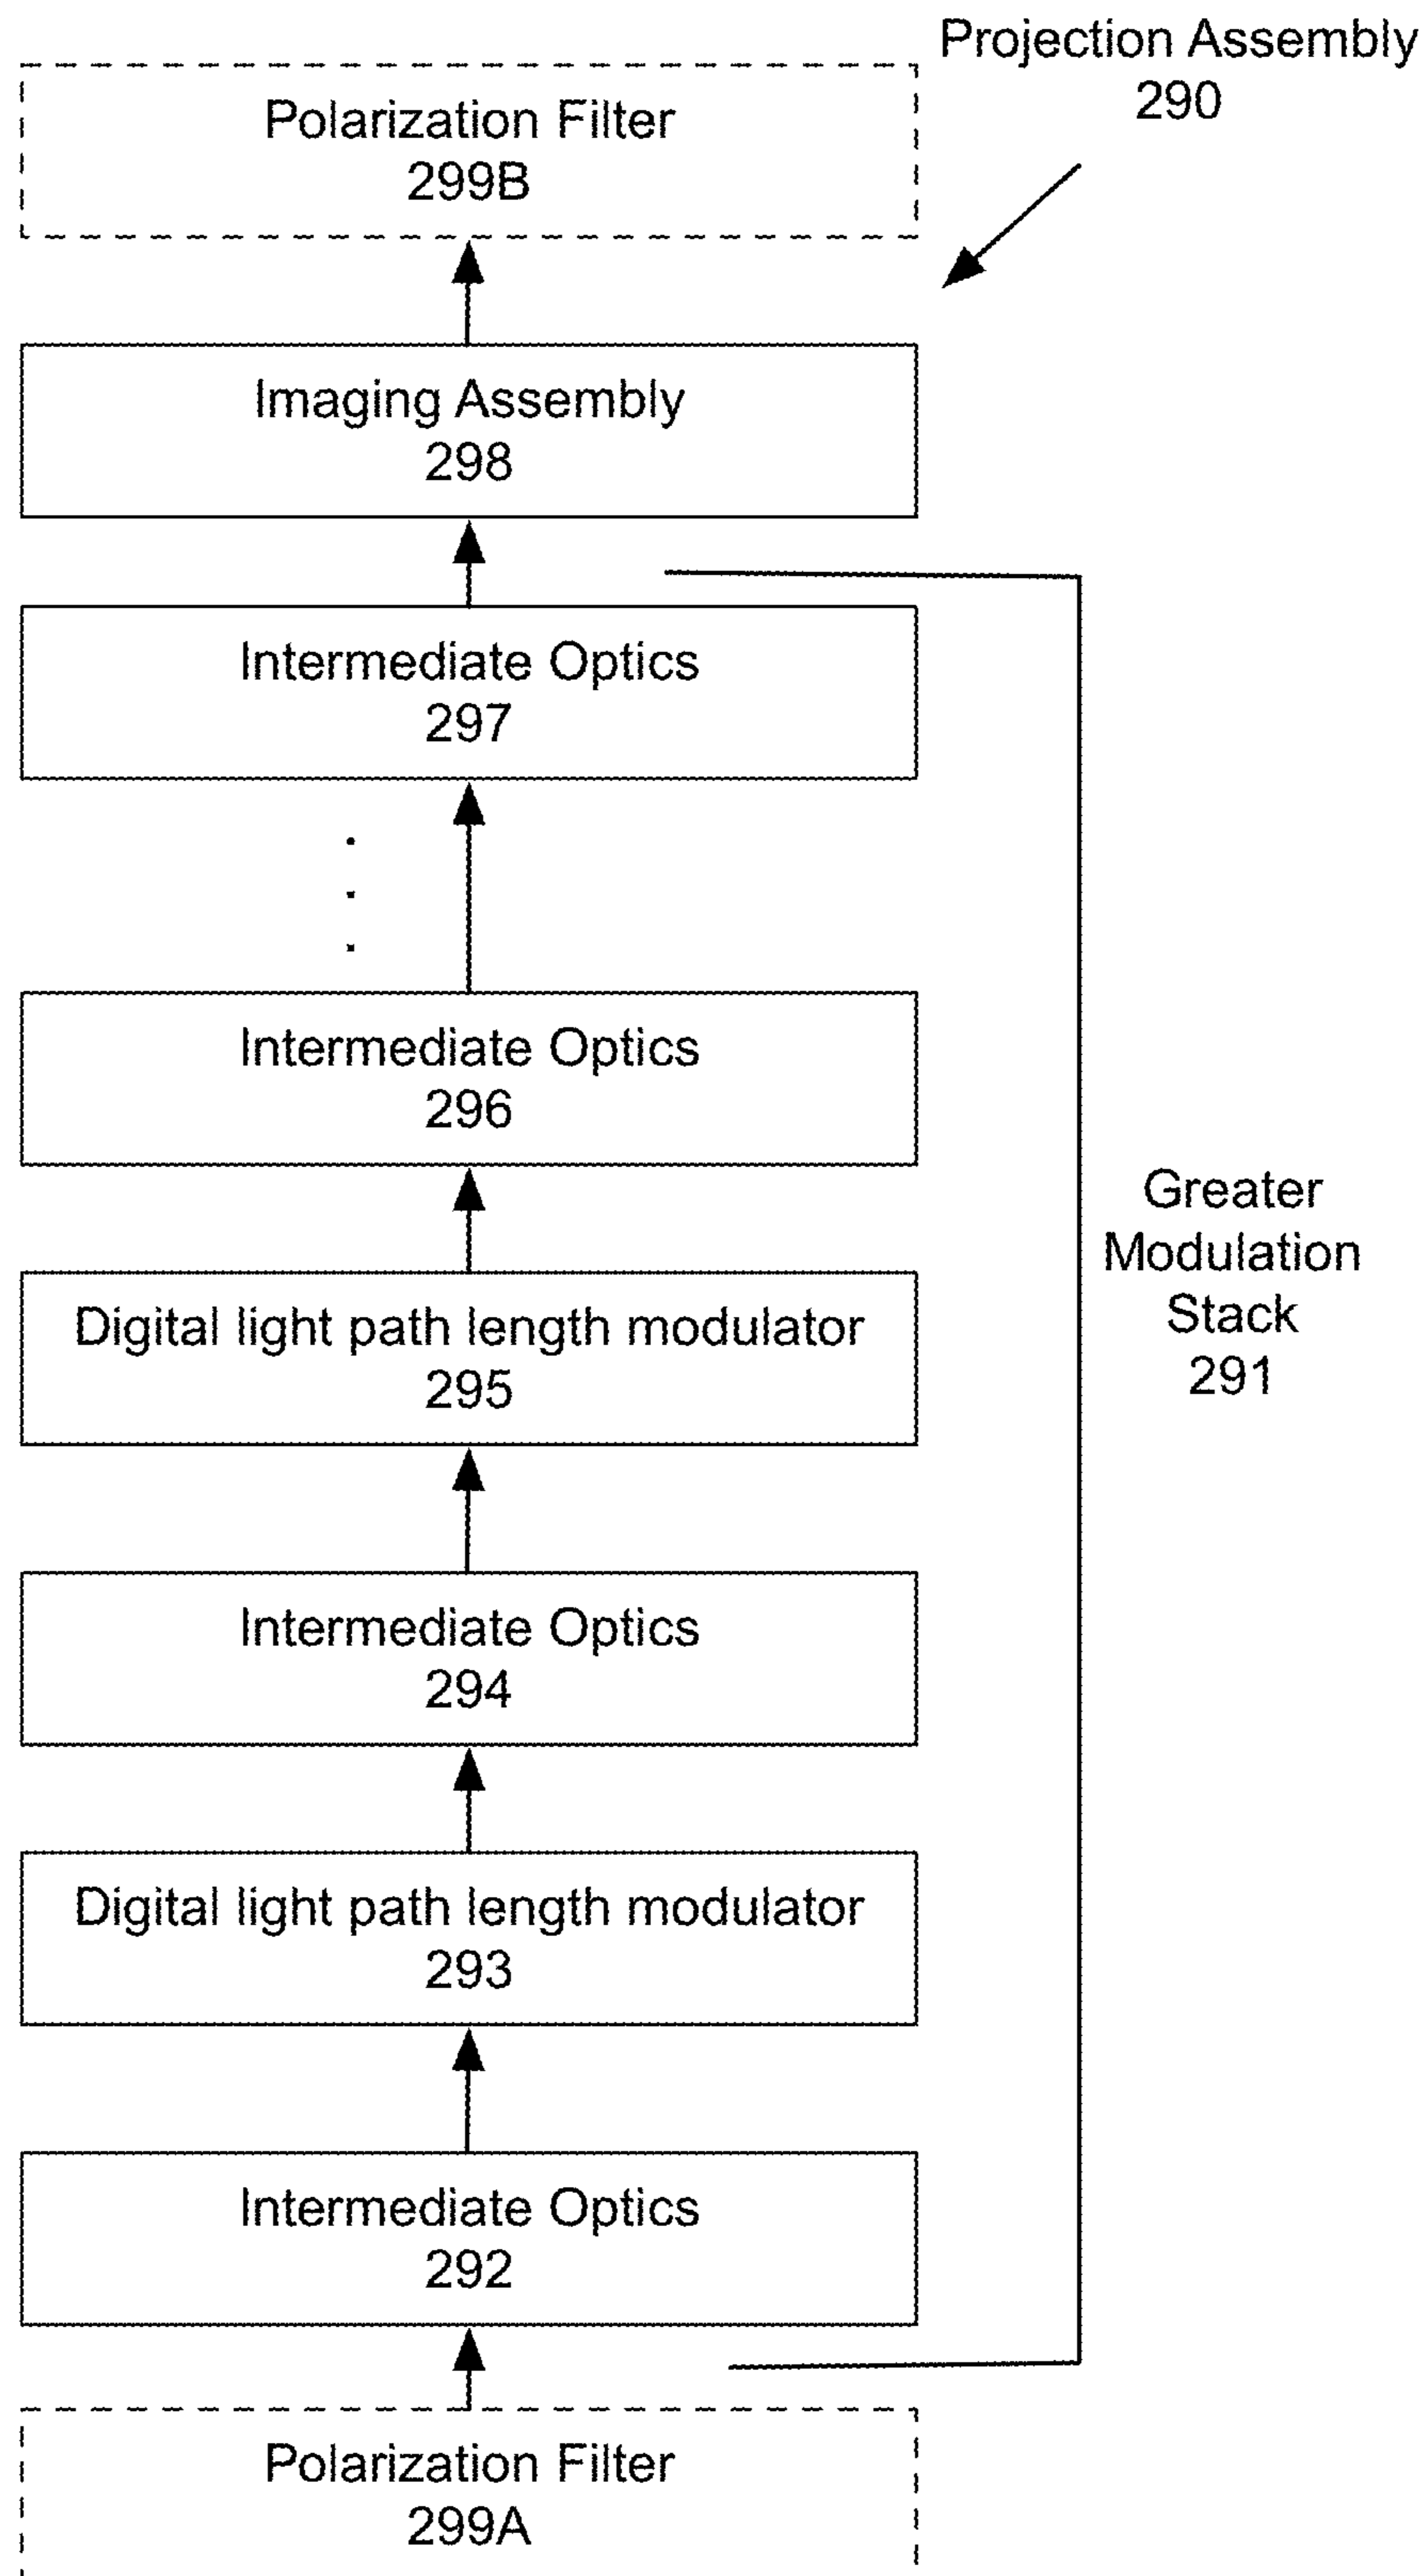 Projection Assembly
290
Polarization Filter
299B
Imaging Assembly
298
Intermediate Optics
297
Intermediate Optics
296
Digital light path length modulator
295
Greater
Modulation
Stack
291
Intermediate Optics
294
Digital light path length modulator
293
Intermediate Optics
292
Polarization Filter
299A